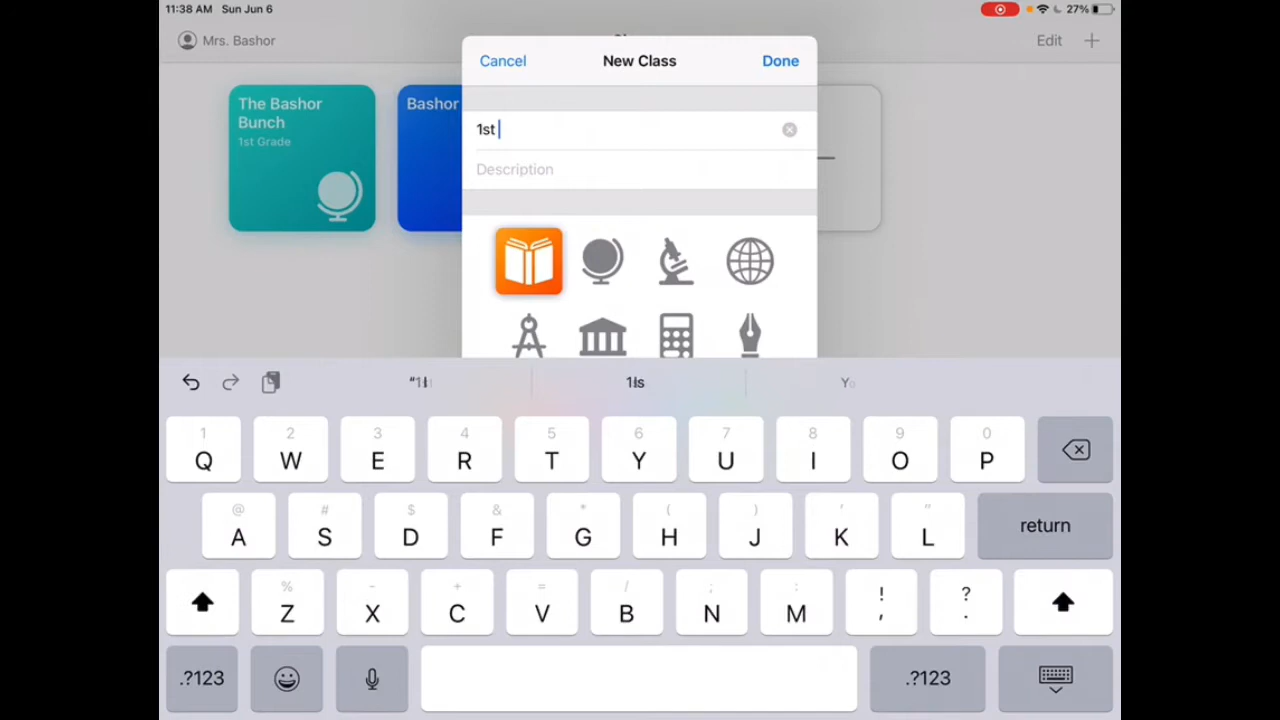 11:38 AM Sun Jun 6
27%
Mrs. Bashor
Edit
Cancel
New Class
Done
The Bashor
Bunch
1st Grade
Bashor
1st
Description
1 2 3 4 5 6 7 8 9 0
Q W E R T Y U I O P
@ # $ & * ( ) ' "
A S D F G H J K L return
% - + = / ; : ! ?
Z X C V B N M , .
.?123 .?123